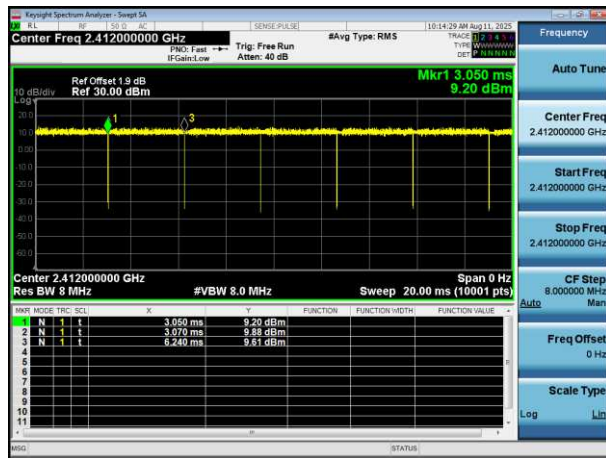 Keysight Spectrum Analyzer - Swept SA
RL RF 50 Ω AC SENSE:PULSE 10:14:29 AM Aug 11, 2025
Center Freq 2.412000000 GHz #Avg Type: RMS TRACE 1 2 3 4 5 6
PNO: Fast Trig: Free Run TYPE WWWWWW
IFGain:Low Atten: 40 dB DET P N N N N N
Frequency
Auto Tune
Mkr1 3.050 ms
Ref Offset 1.9 dB
10 dB/div Ref 30.00 dBm 9.20 dBm
Log
20.0
10.0
0.00
-10.0
-20.0
-30.0
-40.0
-50.0
-60.0
1
3
Center Freq
2.412000000 GHz
Start Freq
2.412000000 GHz
Stop Freq
2.412000000 GHz
CF Step
8.000000 MHz
Auto Man
Freq Offset
0 Hz
Scale Type
Log Lin
Center 2.412000000 GHz Span 0 Hz
Res BW 8 MHz #VBW 8.0 MHz Sweep 20.00 ms (10001 pts)
MKR MODE TRC SCL X Y FUNCTION FUNCTION WIDTH FUNCTION VALUE
1 N 1 t 3.050 ms 9.20 dBm
2 N 1 t 3.070 ms 9.88 dBm
3 N 1 t 6.240 ms 9.61 dBm
4
5
6
7
8
9
10
11
MSG STATUS